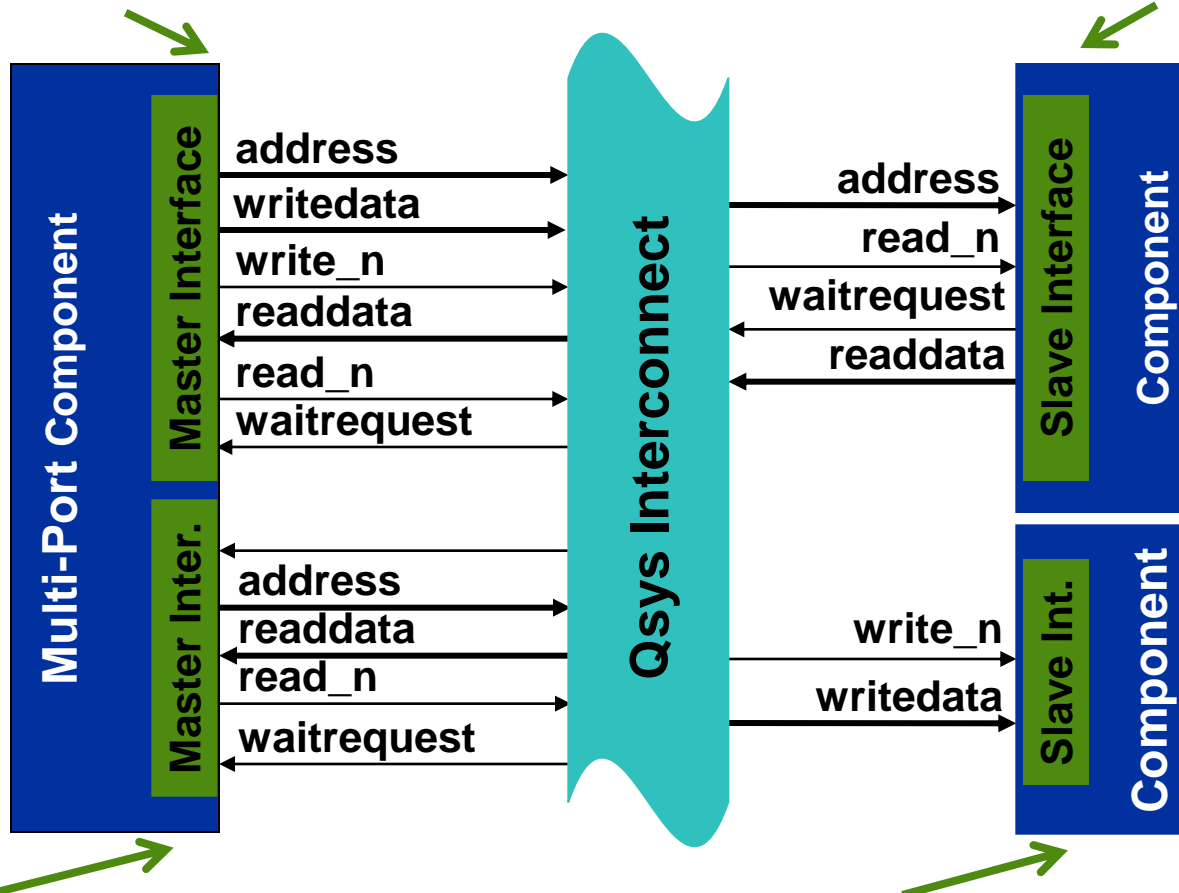 Multi-Port Component
Master Interface
address
writedata
write_n
readdata
read_n
waitrequest
Master Inter.
address
readdata
read_n
waitrequest
Qsys Interconnect
address
read_n
waitrequest
readdata
Slave Interface
Component
write_n
writedata
Slave Int.
Component